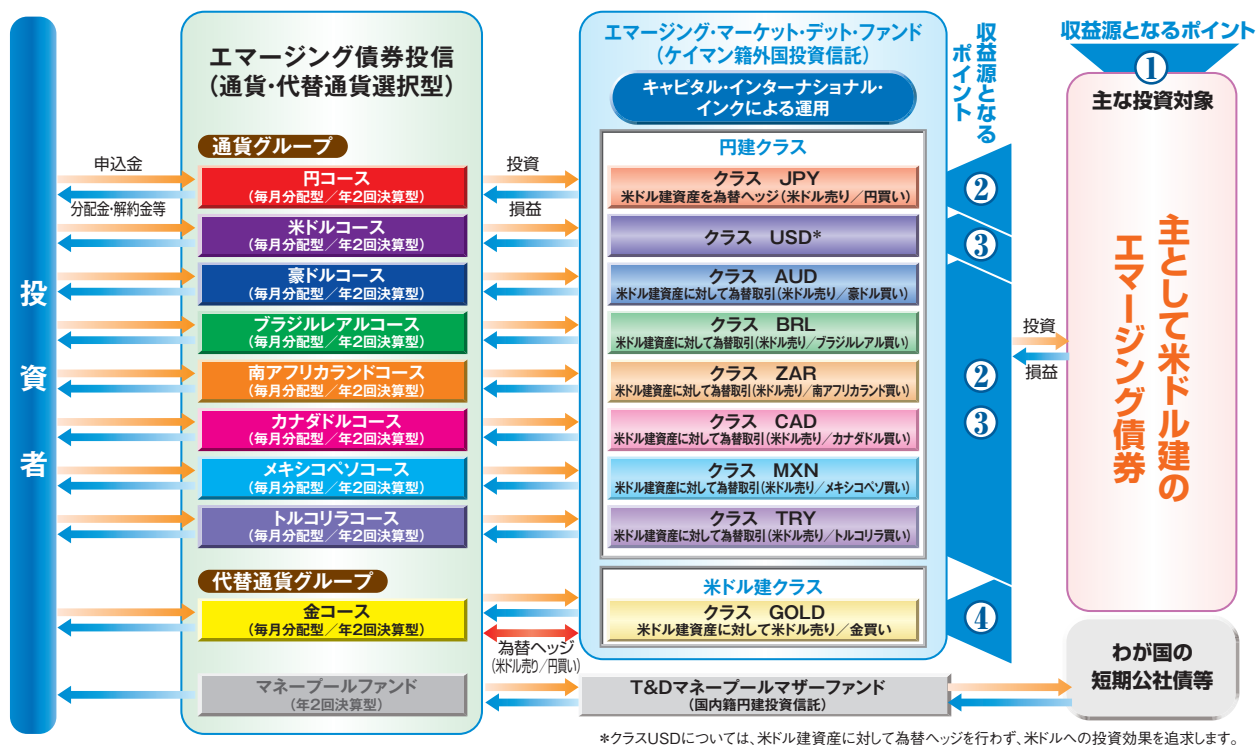 投資者
エマージング債券投信
(通貨・代替通貨選択型)
通貨グループ
申込金
分配金・解約金等
円コース
(毎月分配型/年2回決算型)
米ドルコース
(毎月分配型/年2回決算型)
豪ドルコース
(毎月分配型/年2回決算型)
ブラジルレアルコース
(毎月分配型/年2回決算型)
南アフリカランドコース
(毎月分配型/年2回決算型)
カナダドルコース
(毎月分配型/年2回決算型)
メキシコペソコース
(毎月分配型/年2回決算型)
トルコリラコース
(毎月分配型/年2回決算型)
代替通貨グループ
金コース
(毎月分配型/年2回決算型)
マネープールファンド
(年2回決算型)
投資
損益
為替ヘッジ
(米ドル売り/円買い)
エマージング・マーケット・デット・ファンド
(ケイマン籍外国投資信託)
キャピタル・インターナショナル・
インクによる運用
円建クラス
クラス JPY
米ドル建資産を為替ヘッジ(米ドル売り/円買い)
クラス USD*
クラス AUD
米ドル建資産に対して為替取引(米ドル売り/豪ドル買い)
クラス BRL
米ドル建資産に対して為替取引(米ドル売り/ブラジルレアル買い)
クラス ZAR
米ドル建資産に対して為替取引(米ドル売り/南アフリカランド買い)
クラス CAD
米ドル建資産に対して為替取引(米ドル売り/カナダドル買い)
クラス MXN
米ドル建資産に対して為替取引(米ドル売り/メキシコペソ買い)
クラス TRY
米ドル建資産に対して為替取引(米ドル売り/トルコリラ買い)
米ドル建クラス
クラス GOLD
米ドル建資産に対して米ドル売り/金買い
T&Dマネープールマザーファンド
(国内籍円建投資信託)
収益源となる
ポイント
②
③
②
③
④
投資
損益
収益源となるポイント
①
主な投資対象
主として米ドル建の
エマージング債券
わが国の
短期公社債等
*クラスUSDについては、米ドル建資産に対して為替ヘッジを行わず、米ドルへの投資効果を追求します。